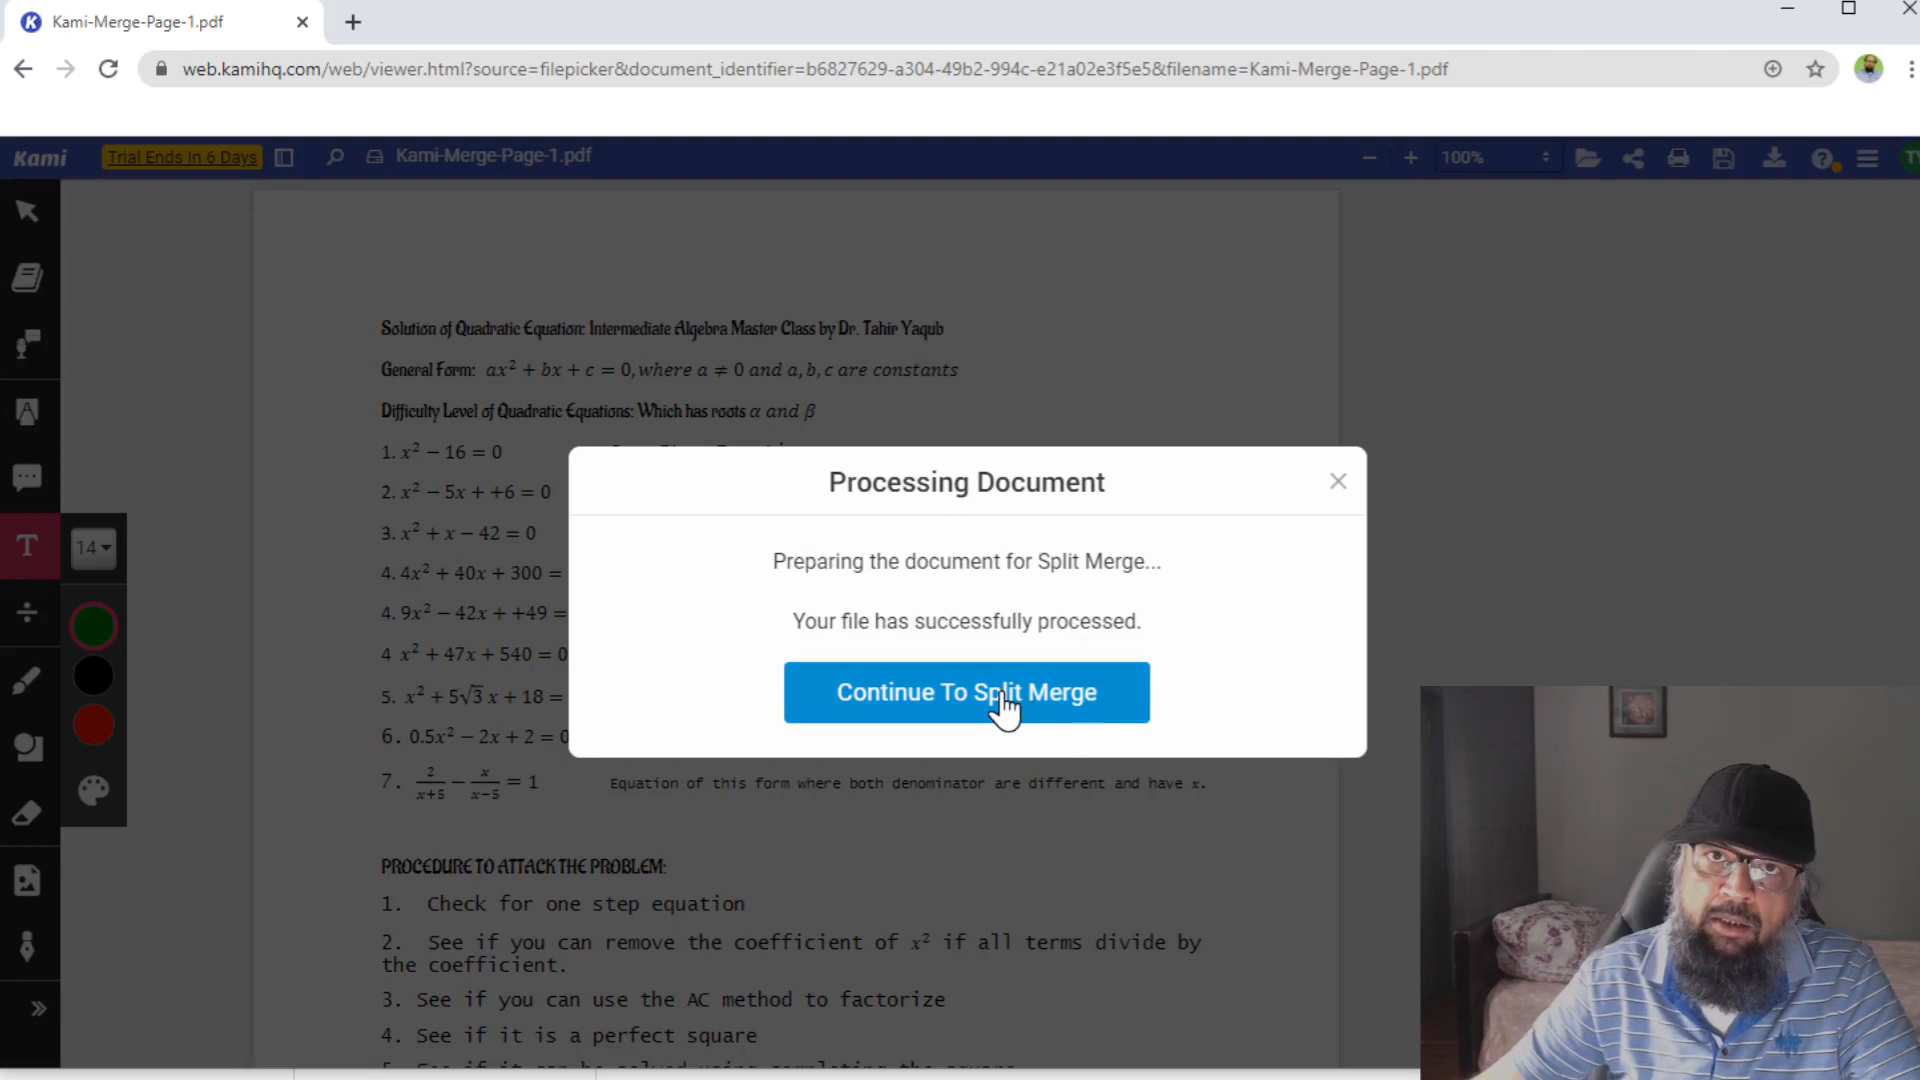 Kami-Merge-Page-1.pdf
web.kamihq.com/web/viewer.html?source=filepicker&document_identifier=b6827629-a304-49b2-994c-e21a02e3f5e5&filename=Kami-Merge-Page-1.pdf
Kami
Trial Ends In 6 Days
Kami-Merge-Page-1.pdf
100%
Solution of Quadratic Equation: Intermediate Algebra Master Class by Dr. Tahir Yaqub
General Form: ax² + bx + c = 0, where a ≠ 0 and a, b, c are constants
Difficulty Level of Quadratic Equations: Which has roots α and β
1. x² − 16 = 0
2. x² − 5x + +6 = 0
3. x² + x − 42 = 0
4. 4x² + 40x + 300 =
4. 9x² − 42x + +49 =
4 x² + 47x + 540 = 0
5. x² + 5√3 x + 18 =
6. 0.5x² − 2x + 2 = 0
7. 2/(x+5) − x/(x−5) = 1 Equation of this form where both denominator are different and have x.
PROCEDURE TO ATTACK THE PROBLEM:
1. Check for one step equation
2. See if you can remove the coefficient of x² if all terms divide by
the coefficient.
3. See if you can use the AC method to factorize
4. See if it is a perfect square
14
Processing Document
Preparing the document for Split Merge...
Your file has successfully processed.
Continue To Split Merge